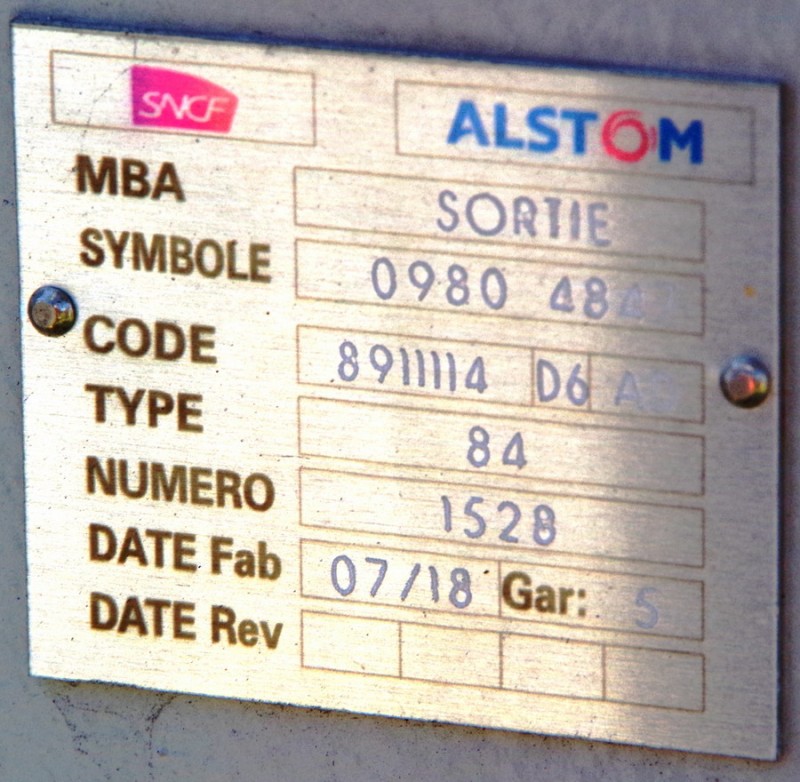 SNCF ALSTOM
MBA SORTIE
SYMBOLE 0980
CODE 8911114 D6
TYPE 84
NUMERO 1528
DATE Fab 07/18 Gar: 5
DATE Rev